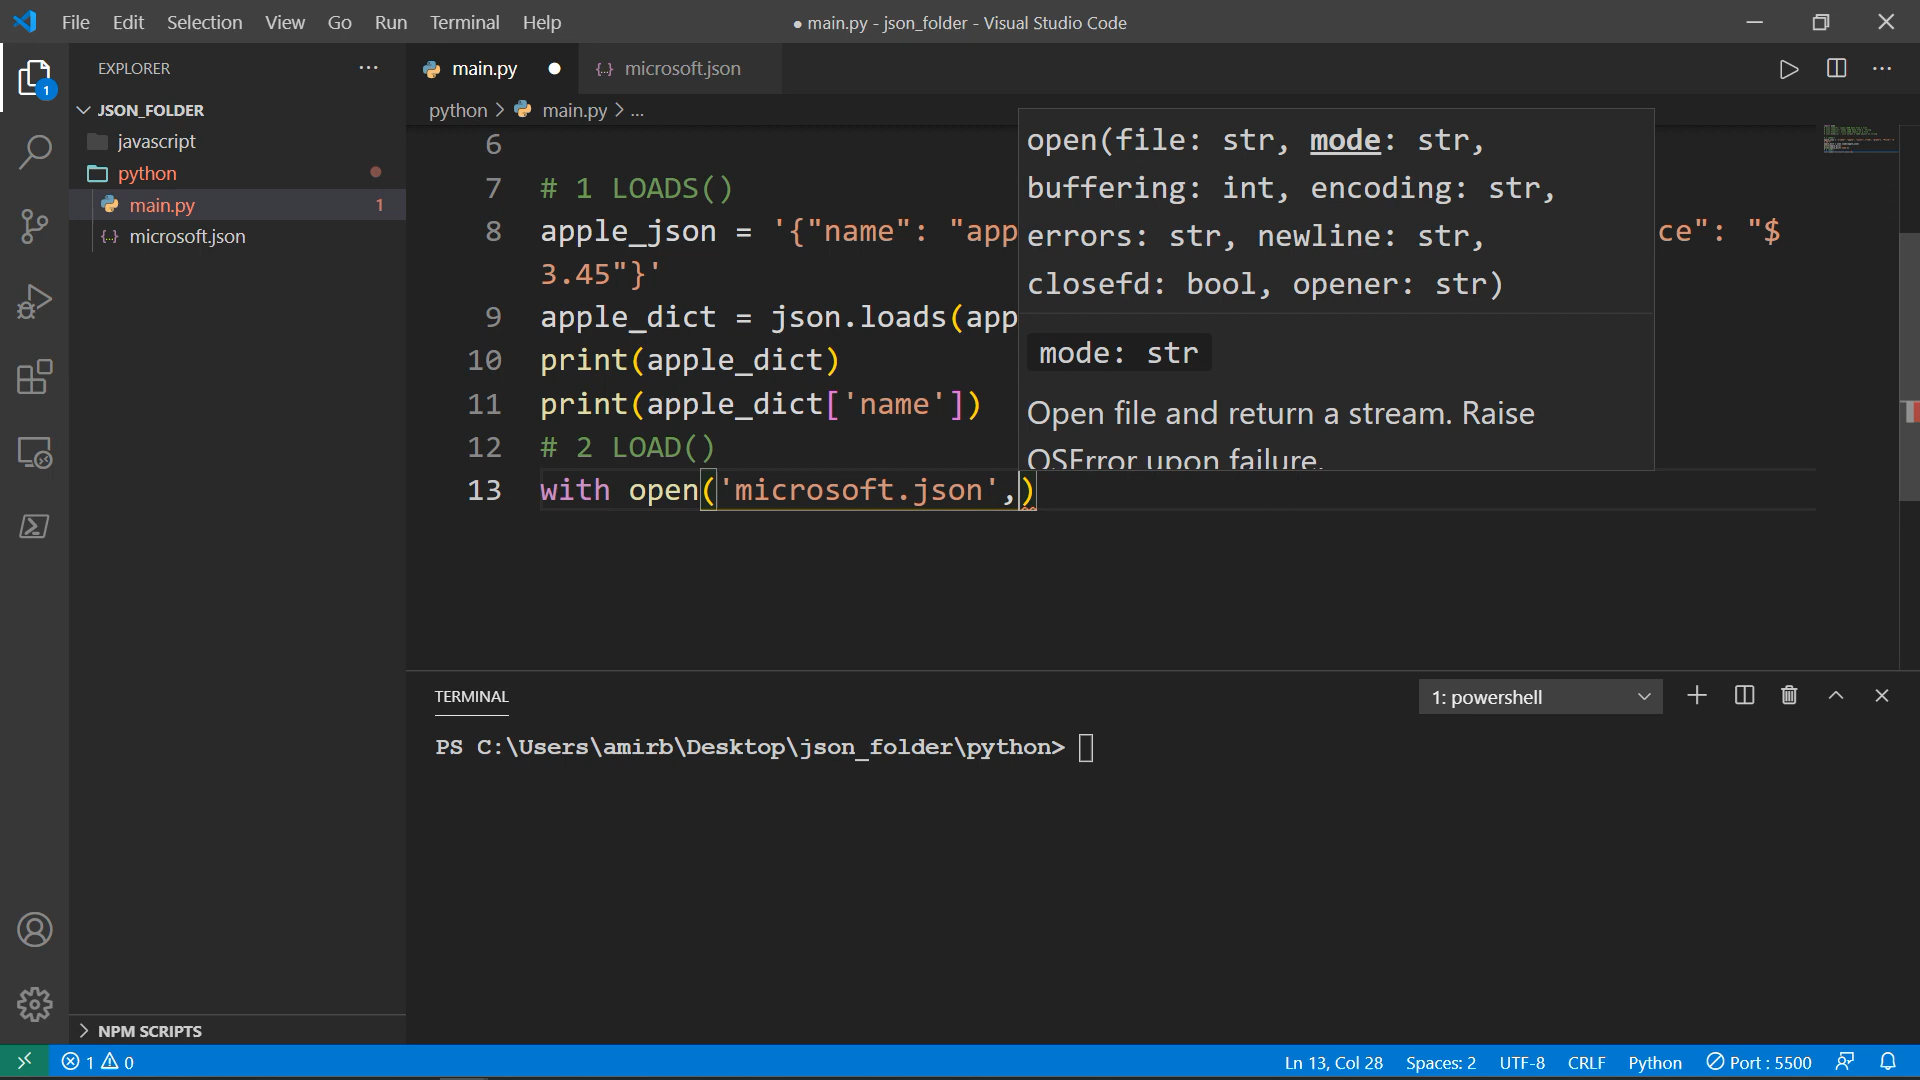 File Edit Selection View Go Run Terminal Help
● main.py - json_folder - Visual Studio Code
1
EXPLORER
JSON_FOLDER
javascript
python
main.py 1
microsoft.json
NPM SCRIPTS
main.py
microsoft.json
python > main.py > ...
6
7 # 1 LOADS()
8 apple_json = '{"name": "app ce": "$
3.45"}'
9 apple_dict = json.loads(app
10 print(apple_dict)
11 print(apple_dict['name'])
12 # 2 LOAD()
13 with open('microsoft.json',)
open(file: str, mode: str,
buffering: int, encoding: str,
errors: str, newline: str,
closefd: bool, opener: str)
mode: str
Open file and return a stream. Raise
OSError upon failure.
TERMINAL
1: powershell
PS C:\Users\amirb\Desktop\json_folder\python>
1 0
Ln 13, Col 28 Spaces: 2 UTF-8 CRLF Python Port : 5500